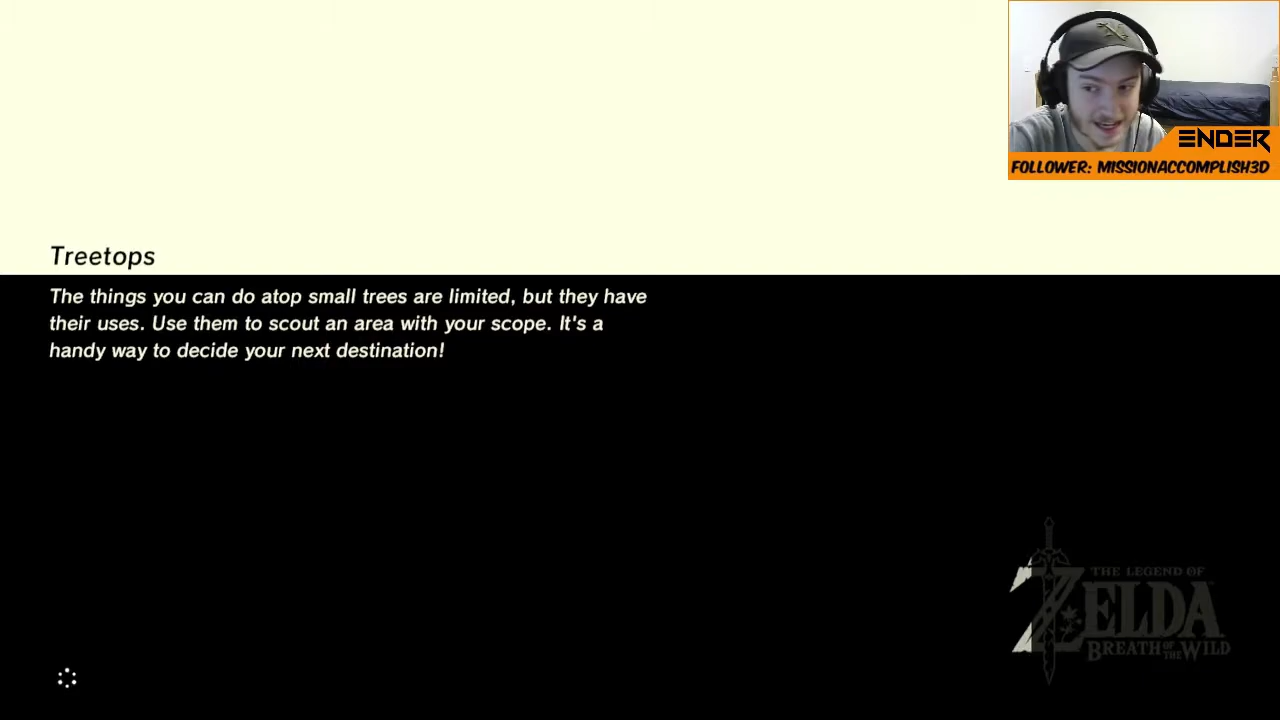 ENDER
FOLLOWER: MISSIONACCOMPLISH3D
Treetops
The things you can do atop small trees are limited, but they have
their uses. Use them to scout an area with your scope. It's a
handy way to decide your next destination!
THE LEGEND OF
ZELDA
BREATH OF THE WILD